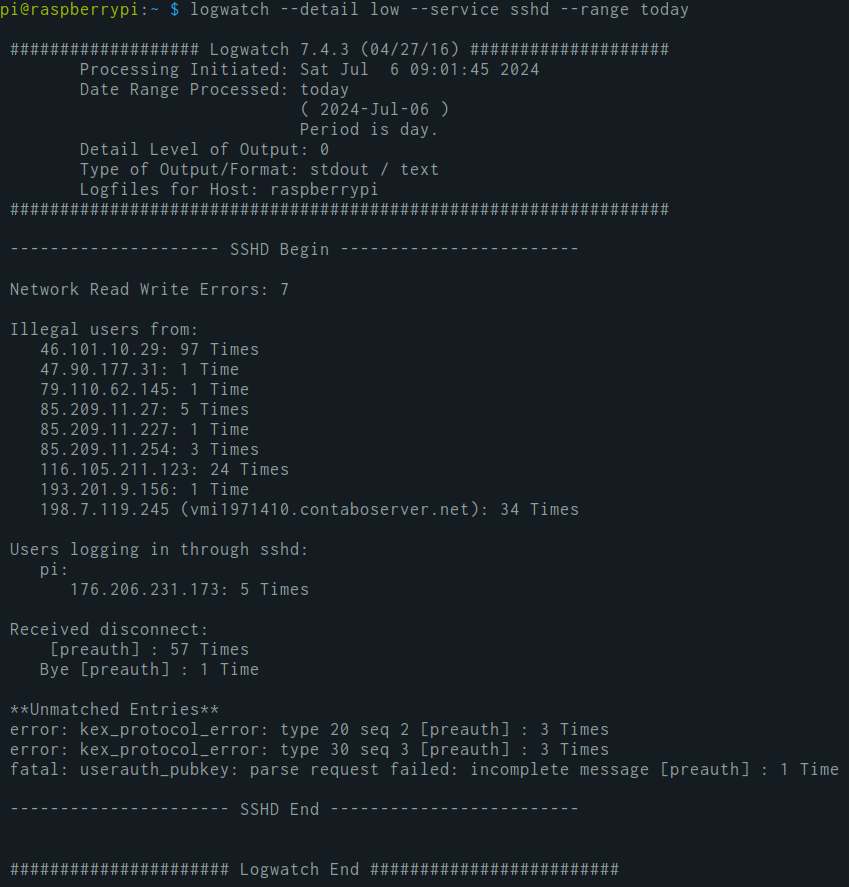 pi@raspberrypi:~ $ logwatch --detail low --service sshd --range today

################### Logwatch 7.4.3 (04/27/16) ####################
       Processing Initiated: Sat Jul  6 09:01:45 2024
       Date Range Processed: today
                             ( 2024-Jul-06 )
                             Period is day.
       Detail Level of Output: 0
       Type of Output/Format: stdout / text
       Logfiles for Host: raspberrypi
##################################################################

--------------------- SSHD Begin ------------------------

Network Read Write Errors: 7

Illegal users from:
   46.101.10.29: 97 Times
   47.90.177.31: 1 Time
   79.110.62.145: 1 Time
   85.209.11.27: 5 Times
   85.209.11.227: 1 Time
   85.209.11.254: 3 Times
   116.105.211.123: 24 Times
   193.201.9.156: 1 Time
   198.7.119.245 (vmi1971410.contaboserver.net): 34 Times

Users logging in through sshd:
   pi:
      176.206.231.173: 5 Times

Received disconnect:
    [preauth] : 57 Times
   Bye [preauth] : 1 Time

**Unmatched Entries**
error: kex_protocol_error: type 20 seq 2 [preauth] : 3 Times
error: kex_protocol_error: type 30 seq 3 [preauth] : 3 Times
fatal: userauth_pubkey: parse request failed: incomplete message [preauth] : 1 Time

---------------------- SSHD End -------------------------

###################### Logwatch End #########################